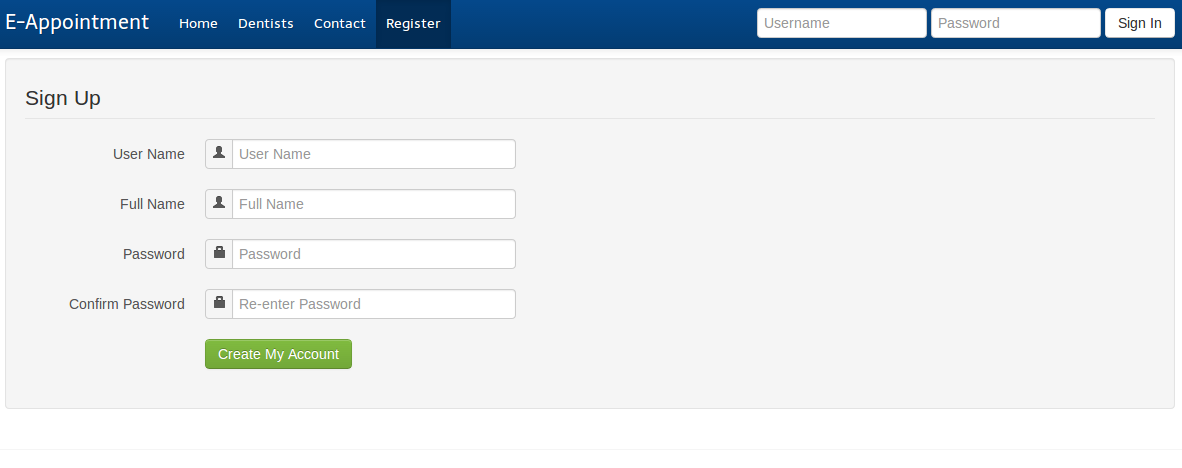 E-Appointment Home Dentists Contact Register Username Password Sign In
Sign Up
User Name User Name
Full Name Full Name
Password Password
Confirm Password Re-enter Password
Create My Account